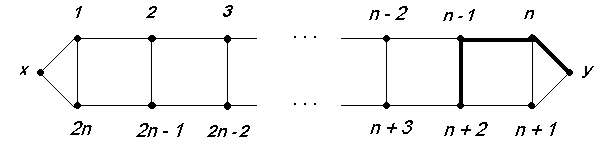 1 2 3 n - 2 n - 1 n
x . . . y
. . .
2n 2n - 1 2n - 2 n + 3 n + 2 n + 1